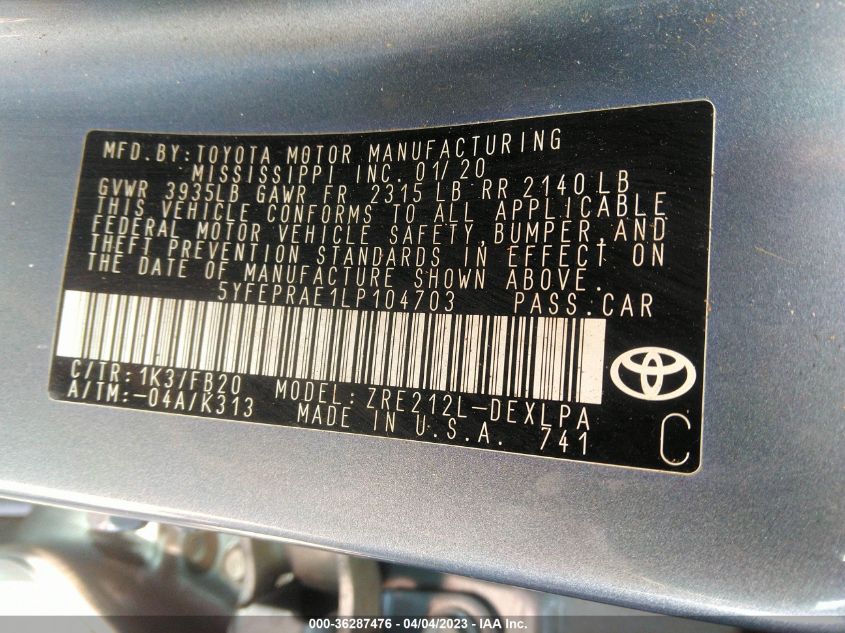 MFD.BY:TOYOTA MOTOR MANUFACTURING
MISSISSIPPI INC. 01/20
GVWR 3935LB GAWR FR 2315 LB RR 2140 LB
THIS VEHICLE CONFORMS TO ALL APPLICABLE
FEDERAL MOTOR VEHICLE SAFETY, BUMPER, AND
THEFT PREVENTION STANDARDS IN EFFECT ON
THE DATE OF MANUFACTURE SHOWN ABOVE.
5YFEPRAE1LP104703 PASS.CAR
C/TR:1K3/FB20 MODEL:ZRE212L-DEXLPA
A/TM:-04A/K313 MADE IN U.S.A. 741
C
000-36287476 - 04/04/2023 - IAA Inc.